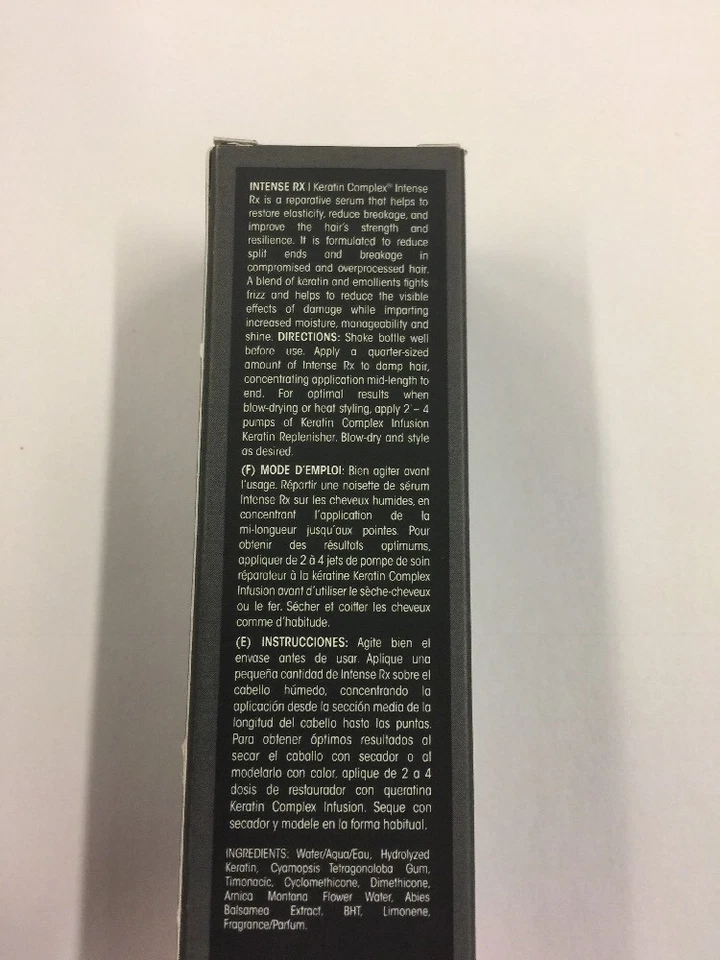 INTENSE RX | Keratin Complex® Intense
Rx is a reparative serum that helps to
restore elasticity, reduce breakage, and
improve the hair's strength and
resilience. It is formulated to reduce
split ends and breakage in
compromised and overprocessed hair.
A blend of keratin and emollients fights
frizz and helps to reduce the visible
effects of damage while imparting
increased moisture, manageability and
shine. DIRECTIONS: Shake bottle well
before use. Apply a quarter-sized
amount of Intense Rx to damp hair,
concentrating application mid-length to
end. For optimal results when
blow-drying or heat styling, apply 2 – 4
pumps of Keratin Complex Infusion
Keratin Replenisher. Blow-dry and style
as desired.
(F) MODE D'EMPLOI: Bien agiter avant
l'usage. Répartir une noisette de sérum
Intense Rx sur les cheveux humides, en
concentrant l'application de la
mi-longueur jusqu'aux pointes. Pour
obtenir des résultats optimums,
appliquer de 2 à 4 jets de pompe de soin
réparateur à la kératine Keratin Complex
Infusion avant d'utiliser le sèche-cheveux
ou le fer. Sécher et coiffer les cheveux
comme d'habitude.
(E) INSTRUCCIONES: Agite bien el
envase antes de usar. Aplique una
pequeña cantidad de Intense Rx sobre el
cabello húmedo, concentrando la
aplicación desde la sección media de la
longitud del cabello hasta las puntas.
Para obtener óptimos resultados al
secar el caballo con secador o al
modelarlo con calor, aplique de 2 a 4
dosis de restaurador con queratina
Keratin Complex Infusion. Seque con
secador y modele en la forma habitual.
INGREDIENTS: Water/Aqua/Eau, Hydrolyzed
Keratin, Cyamopsis Tetragonoloba Gum,
Timonacic, Cyclomethicone, Dimethicone,
Arnica Montana Flower Water, Abies
Balsamea Extract, BHT, Limonene,
Fragrance/Parfum.